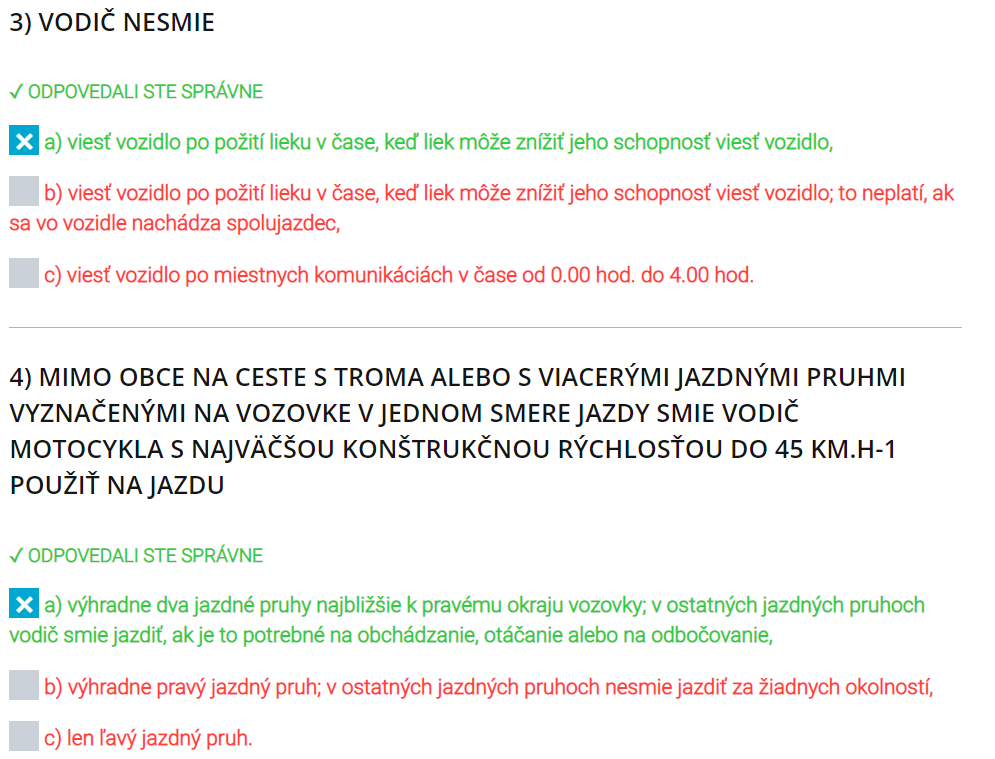 3) VODIČ NESMIE
✓ ODPOVEDALI STE SPRÁVNE
a) viesť vozidlo po požití lieku v čase, keď liek môže znížiť jeho schopnosť viesť vozidlo,
b) viesť vozidlo po požití lieku v čase, keď liek môže znížiť jeho schopnosť viesť vozidlo; to neplatí, ak
sa vo vozidle nachádza spolujazdec,
c) viesť vozidlo po miestnych komunikáciách v čase od 0.00 hod. do 4.00 hod.
4) MIMO OBCE NA CESTE S TROMA ALEBO S VIACERÝMI JAZDNÝMI PRUHMI
VYZNAČENÝMI NA VOZOVKE V JEDNOM SMERE JAZDY SMIE VODIČ
MOTOCYKLA S NAJVÄČŠOU KONŠTRUKČNOU RÝCHLOSŤOU DO 45 KM.H-1
POUŽIŤ NA JAZDU
✓ ODPOVEDALI STE SPRÁVNE
a) výhradne dva jazdné pruhy najbližšie k pravému okraju vozovky; v ostatných jazdných pruhoch
vodič smie jazdiť, ak je to potrebné na obchádzanie, otáčanie alebo na odbočovanie,
b) výhradne pravý jazdný pruh; v ostatných jazdných pruhoch nesmie jazdiť za žiadnych okolností,
c) len ľavý jazdný pruh.